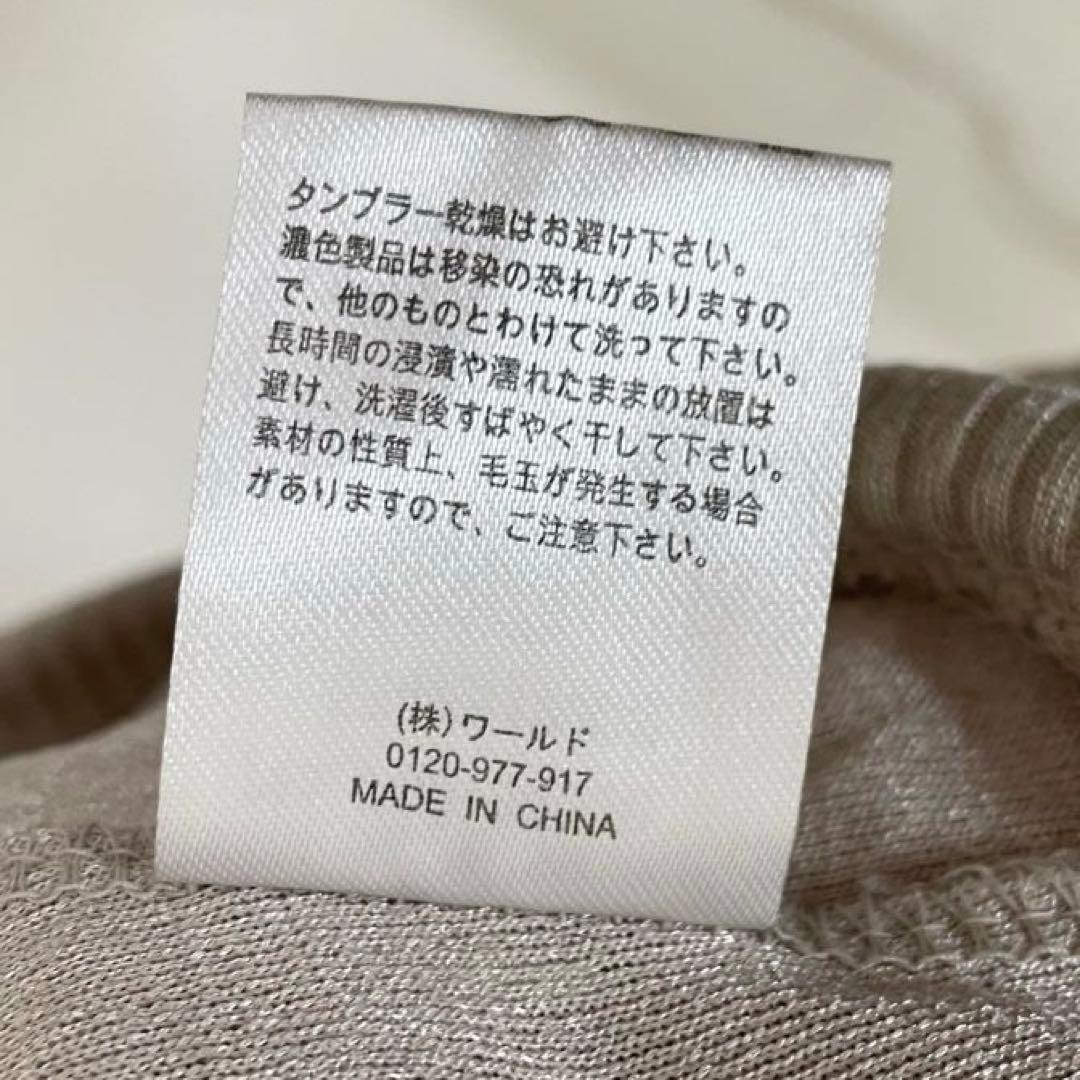 タンブラー乾燥はお避け下さい。
濃色製品は移染の恐れがありますの
で、他のものとわけて洗って下さい。
長時間の浸漬や濡れたままの放置は
避け、洗濯後すばやく干して下さい。
素材の性質上、毛玉が発生する場合
がありますので、ご注意下さい。
(株)ワールド
0120-977-917
MADE IN CHINA